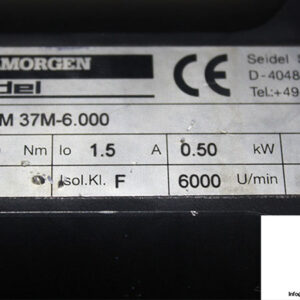 MORGEN
Seidel
del
D-4048
Tel.:+49
M 37M-6.000
Nm Io 1.5 A 0.50 kW
Isol.Kl. F 6000 U/min